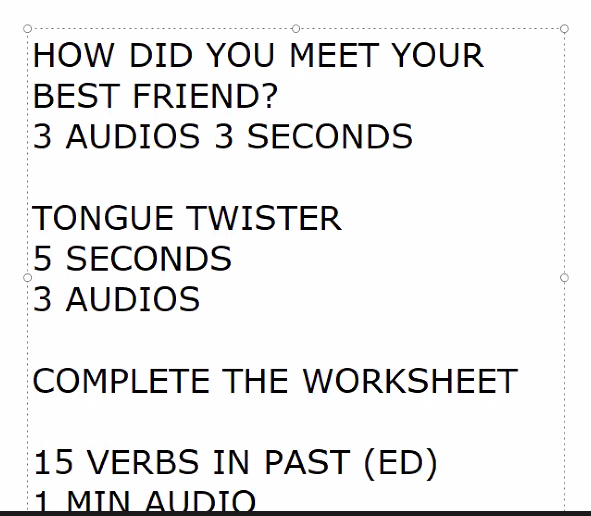 HOW DID YOU MEET YOUR
BEST FRIEND?
3 AUDIOS 3 SECONDS
TONGUE TWISTER
5 SECONDS
3 AUDIOS
COMPLETE THE WORKSHEET
15 VERBS IN PAST (ED)
1 MIN AUDIO